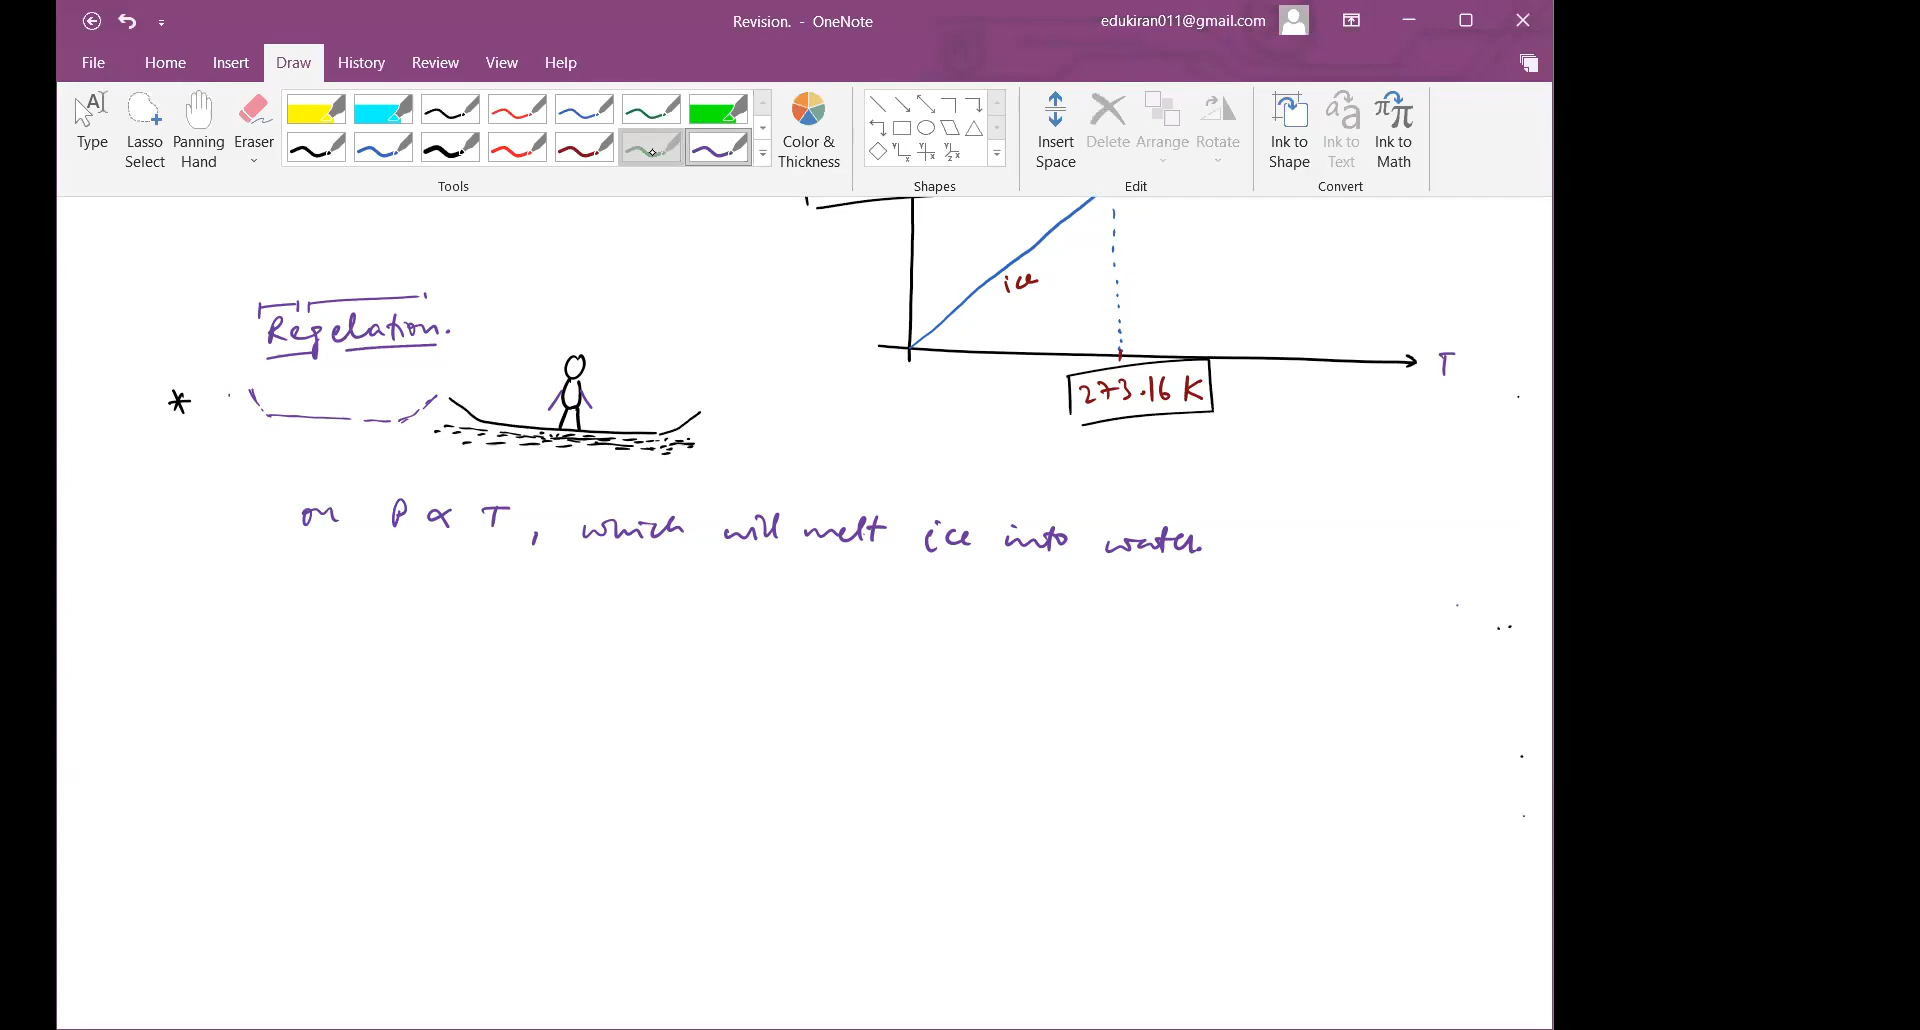 Revision. - OneNote
edukiran011@gmail.com
File Home Insert Draw History Review View Help
Type
Lasso Select
Panning Hand
Eraser
Color & Thickness
Insert Space
Delete
Arrange
Rotate
Ink to Shape
Ink to Text
Ink to Math
Tools Shapes Edit Convert
ice
Regelation.
T
273.16 K
*
on P ∝ T, which will melt ice into water.